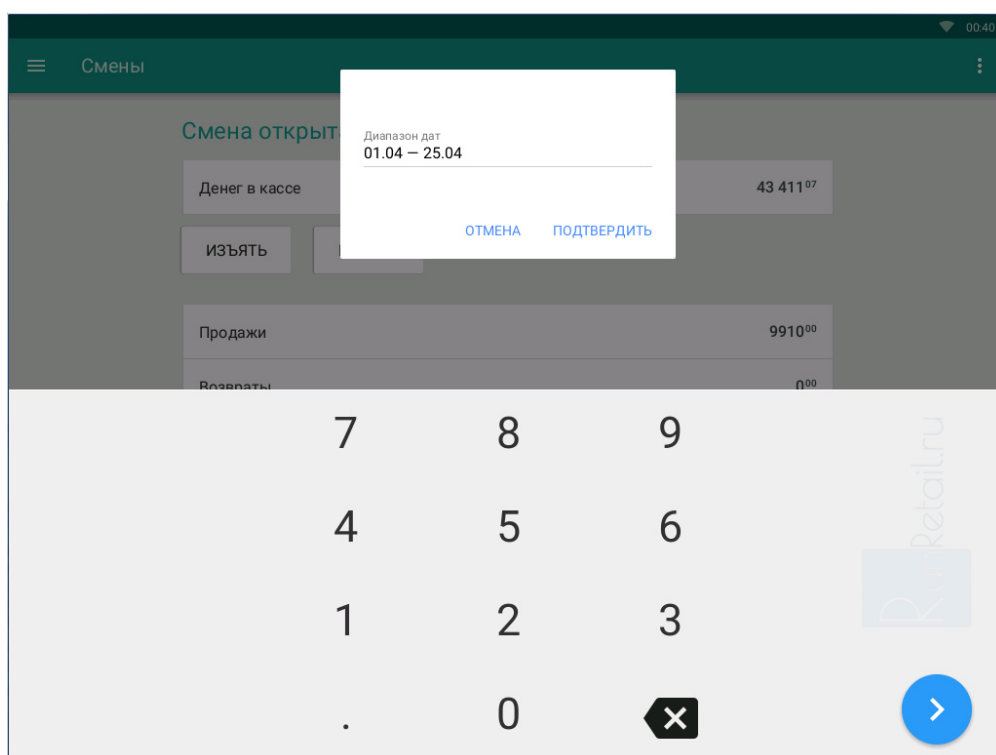 00:40
Смены
Смена открыт
Диапазон дат
01.04 — 25.04
Денег в кассе 43 411⁰⁷
ОТМЕНА ПОДТВЕРДИТЬ
ИЗЪЯТЬ
Продажи 9910⁰⁰
Возвраты 0⁰⁰
7 8 9
4 5 6
1 2 3
. 0
Retail.ru